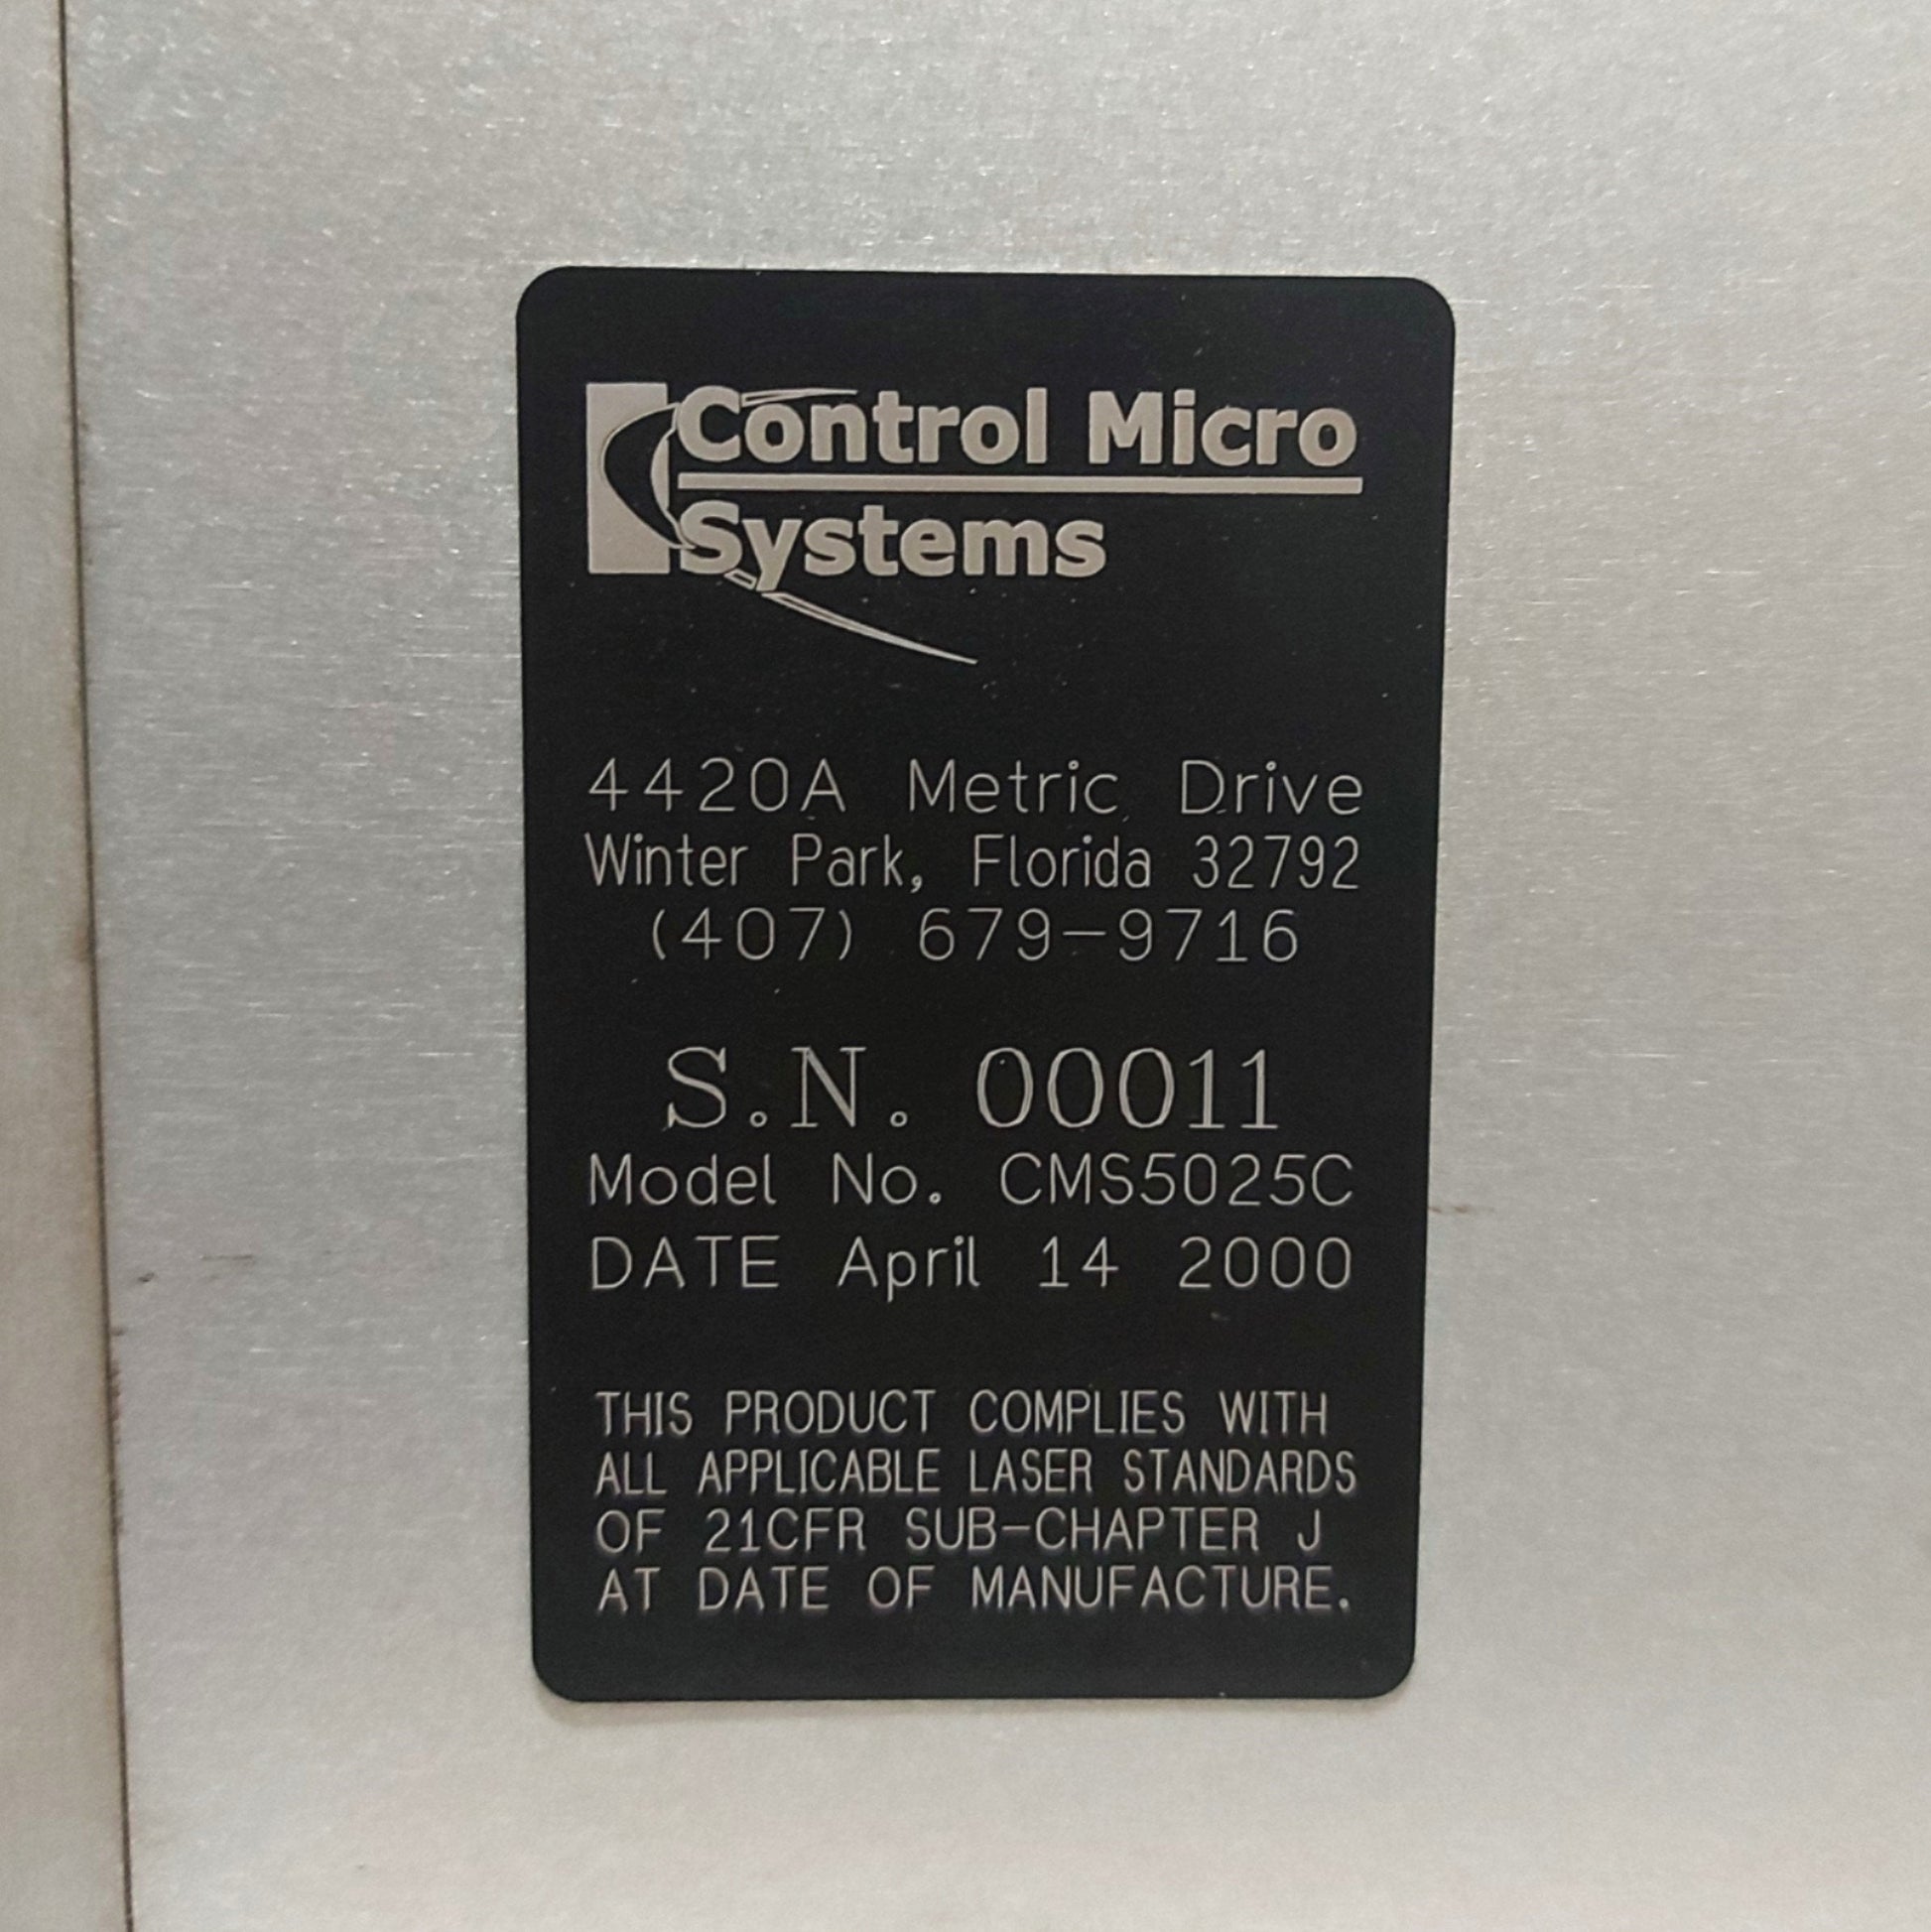 Control Micro
Systems
4420A Metric Drive
Winter Park, Florida 32792
(407) 679-9716
S.N. 00011
Model No. CMS5025C
DATE April 14 2000
THIS PRODUCT COMPLIES WITH
ALL APPLICABLE LASER STANDARDS
OF 21CFR SUB-CHAPTER J
AT DATE OF MANUFACTURE.